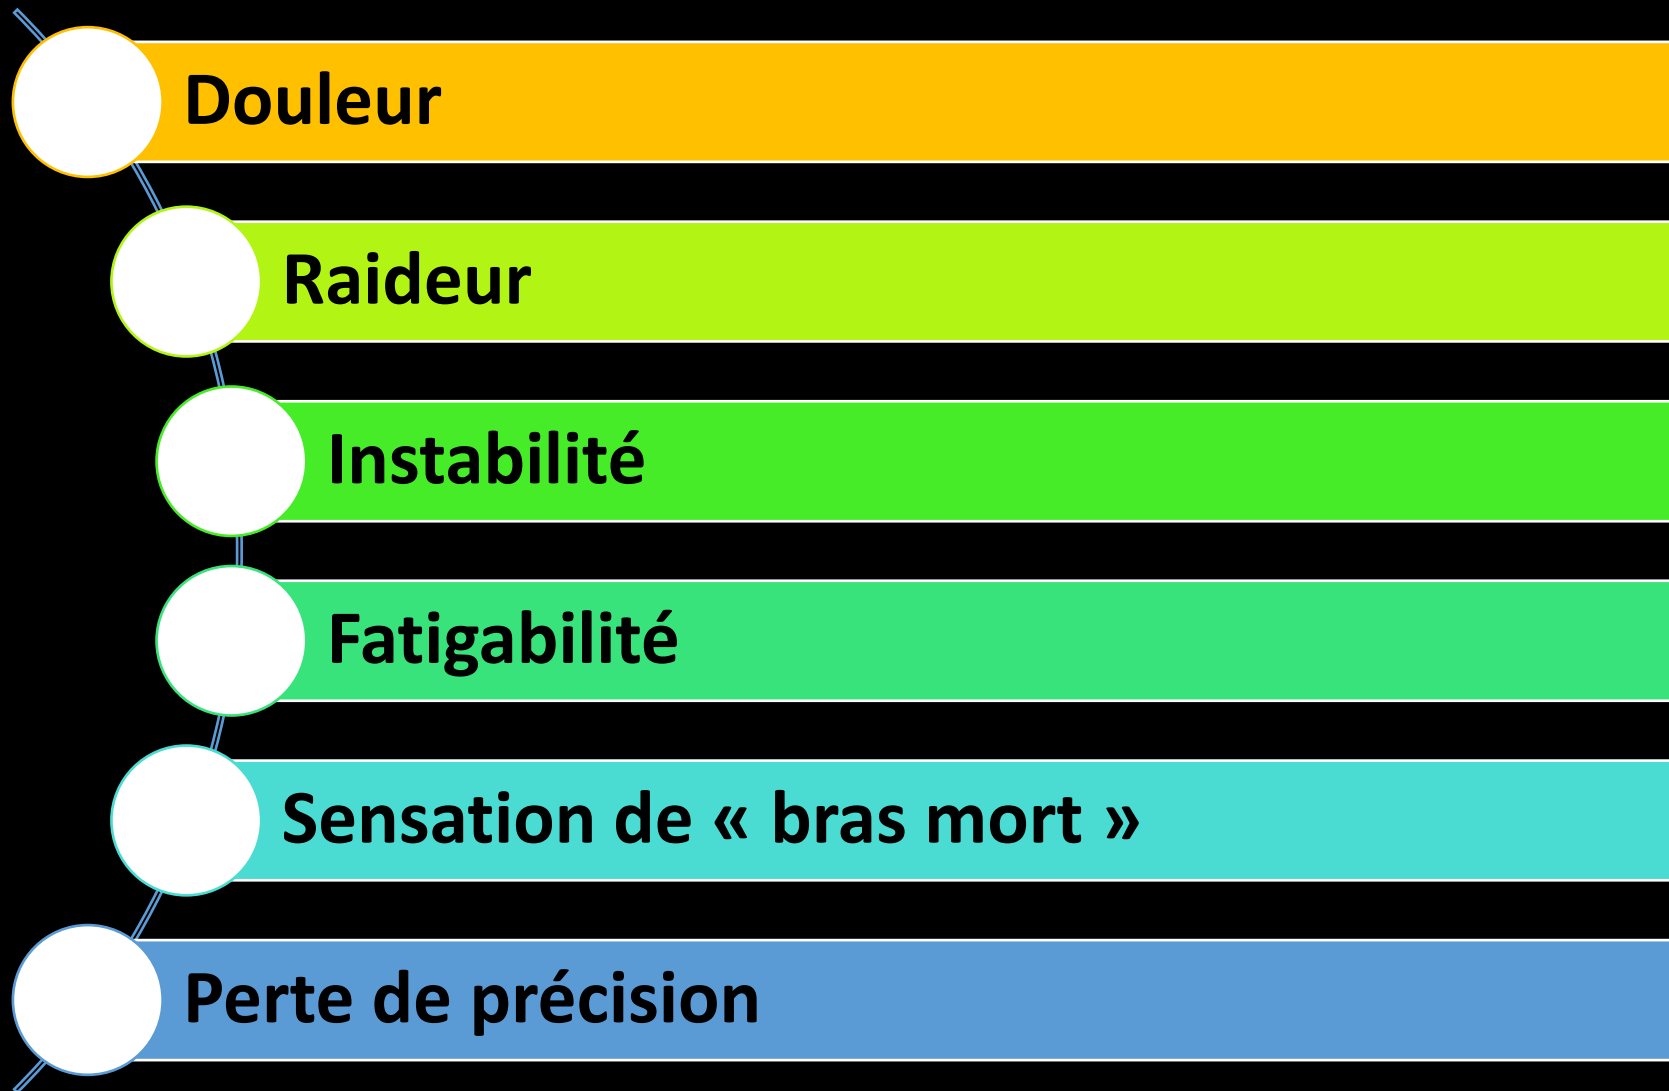 Douleur
Raideur
Instabilité
Fatigabilité
Sensation de « bras mort »
Perte de précision